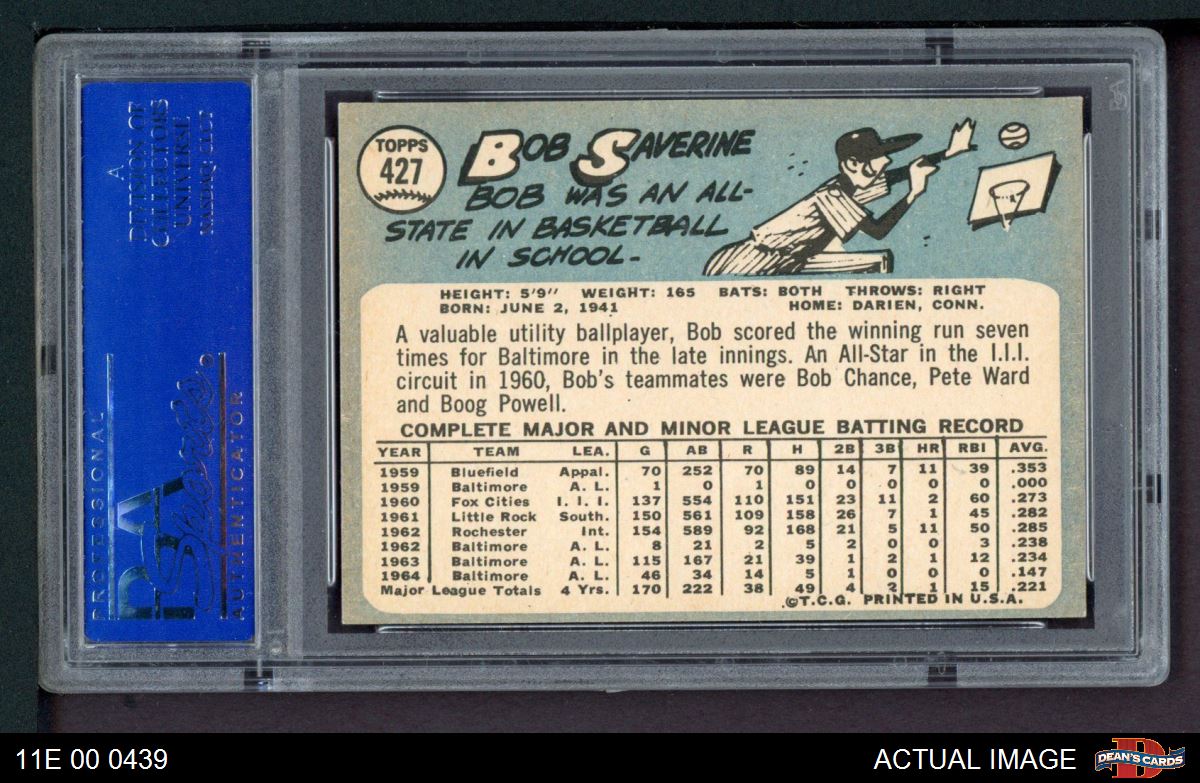 A
DIVISION OF
COLLECTORS
UNIVERSE
NASDAQ: CLCT
PROFESSIONAL
PSA
Sports
AUTHENTICATOR
TOPPS
427
BOB SAVERINE
BOB WAS AN ALL-
STATE IN BASKETBALL
IN SCHOOL-
HEIGHT: 5'9" WEIGHT: 165 BATS: BOTH THROWS: RIGHT
BORN: JUNE 2, 1941 HOME: DARIEN, CONN.
A valuable utility ballplayer, Bob scored the winning run seven
times for Baltimore in the late innings. An All-Star in the I.I.I.
circuit in 1960, Bob's teammates were Bob Chance, Pete Ward
and Boog Powell.
COMPLETE MAJOR AND MINOR LEAGUE BATTING RECORD
YEAR TEAM LEA. G AB R H 2B 3B HR RBI AVG.
1959 Bluefield Appal. 70 252 70 89 14 7 11 39 .353
1959 Baltimore A. L. 1 0 1 0 0 0 0 0 .000
1960 Fox Cities I. I. I. 137 554 110 151 23 11 2 60 .273
1961 Little Rock South. 150 561 109 158 26 7 1 45 .282
1962 Rochester Int. 154 589 92 168 21 5 11 50 .285
1962 Baltimore A. L. 8 21 2 5 2 0 0 3 .238
1963 Baltimore A. L. 115 167 21 39 1 2 1 12 .234
1964 Baltimore A. L. 46 34 14 5 1 0 0 0 .147
Major League Totals 4 Yrs. 170 222 38 49 4 2 1 15 .221
©T.C.G. PRINTED IN U.S.A.
11E 00 0439
ACTUAL IMAGE
DEAN'S CARDS